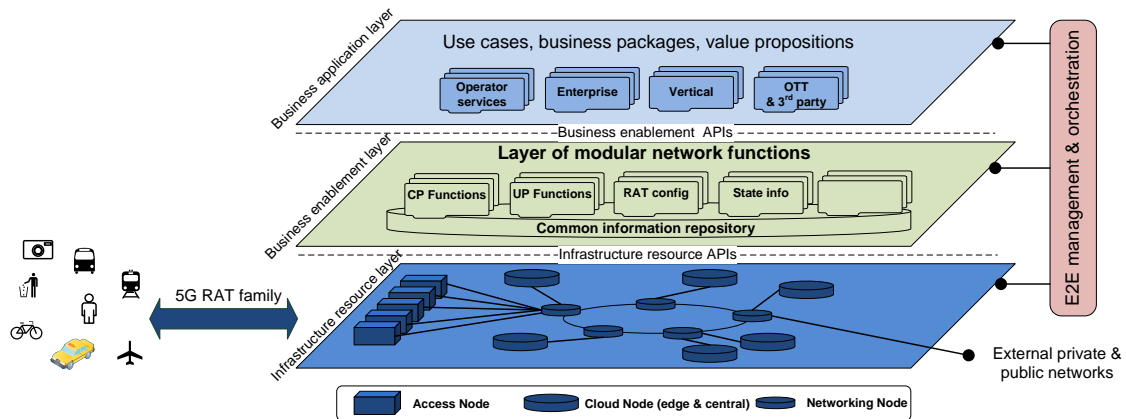 Business application layer
Use cases, business packages, value propositions
Operator
services
Enterprise
Vertical
OTT
& 3rd party
Business enablement APIs
Business enablement layer
Layer of modular network functions
CP Functions
UP Functions
RAT config
State info
Common information repository
Infrastructure resource APIs
Infrastructure resource layer
5G RAT family
E2E management & orchestration
External private &
public networks
Access Node
Cloud Node (edge & central)
Networking Node